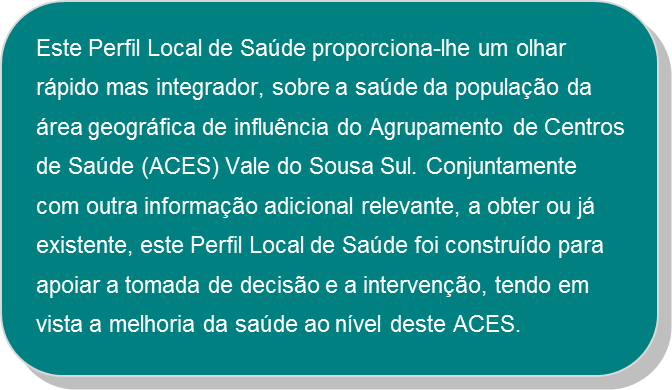 Este Perfil Local de Saúde proporciona-lhe um olhar
rápido mas integrador, sobre a saúde da população da
área geográfica de influência do Agrupamento de Centros
de Saúde (ACES) Vale do Sousa Sul. Conjuntamente
com outra informação adicional relevante, a obter ou já
existente, este Perfil Local de Saúde foi construído para
apoiar a tomada de decisão e a intervenção, tendo em
vista a melhoria da saúde ao nível deste ACES.